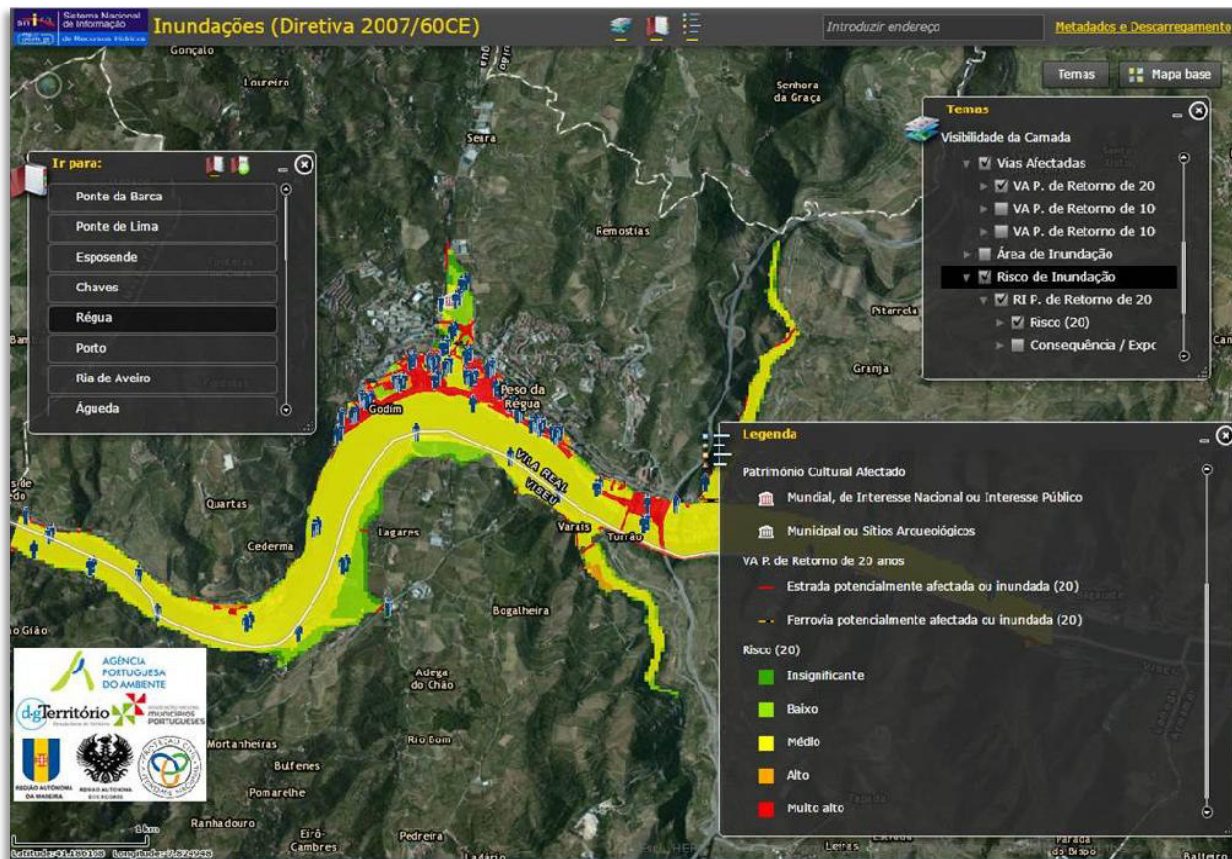 Sistema Nacional
de Informação
de Recursos Hídricos
Inundações (Diretiva 2007/60CE)
Introduzir endereço
Metadados e Descarregamento
Temas
Mapa base
Gonçalo
Loureiro
Senhora
da Graça
Seara
Remostias
Pitarrela
Granja
Ir para:
Ponte da Barca
Ponte de Lima
Esposende
Chaves
Régua
Porto
Ria de Aveiro
Águeda
Temas
Visibilidade da Camada
Vias Afectadas
VA P. de Retorno de 20
VA P. de Retorno de 10
VA P. de Retorno de 10
Área de Inundação
Risco de Inundação
RI P. de Retorno de 20
Risco (20)
Consequência / Expo
Godim
Peso da
Régua
VILA REAL
VISEU
Quartas
Cederma
Lagares
Varais
Turrão
Bogalheira
Adega
do Chão
Rio Bom
Mortanheiras
Bulfenes
Pomarelhe
Ranhadouro
Eirô-
Cambres
Pedreira
Legenda
Património Cultural Afectado
Mundial, de Interesse Nacional ou Interesse Público
Municipal ou Sítios Arqueológicos
VA P. de Retorno de 20 anos
Estrada potencialmente afectada ou inundada (20)
Ferrovia potencialmente afectada ou inundada (20)
Risco (20)
Insignificante
Baixo
Médio
Alto
Muito alto
AGÊNCIA
PORTUGUESA
DO AMBIENTE
dgTerritório
MUNICÍPIOS
PORTUGUESES
REGIÃO AUTÓNOMA
DA MADEIRA
REGIÃO AUTÓNOMA
DOS AÇORES
1 km
Leiras
Parada
do Bispo
Balteiro